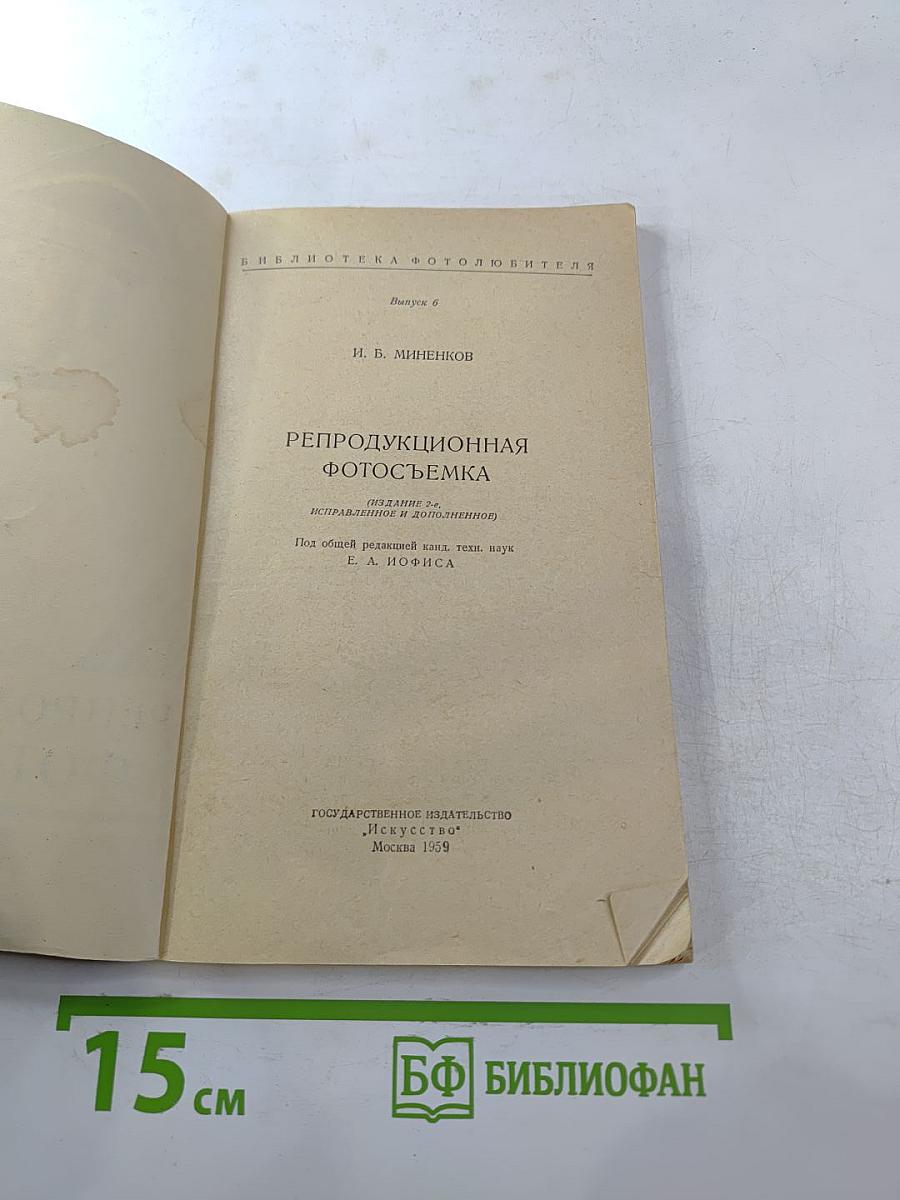 БИБЛИОТЕКА ФОТОЛЮБИТЕЛЯ
Выпуск 6
И. Б. МИНЕНКОВ
РЕПРОДУКЦИОННАЯ
ФОТОСЪЕМКА
(ИЗДАНИЕ 2-е,
ИСПРАВЛЕННОЕ И ДОПОЛНЕННОЕ)
Под общей редакцией канд. техн. наук
Е. А. ИОФИСА
ГОСУДАРСТВЕННОЕ ИЗДАТЕЛЬСТВО
„Искусство“
Москва 1959
15 см
БФ БИБЛИОФАН